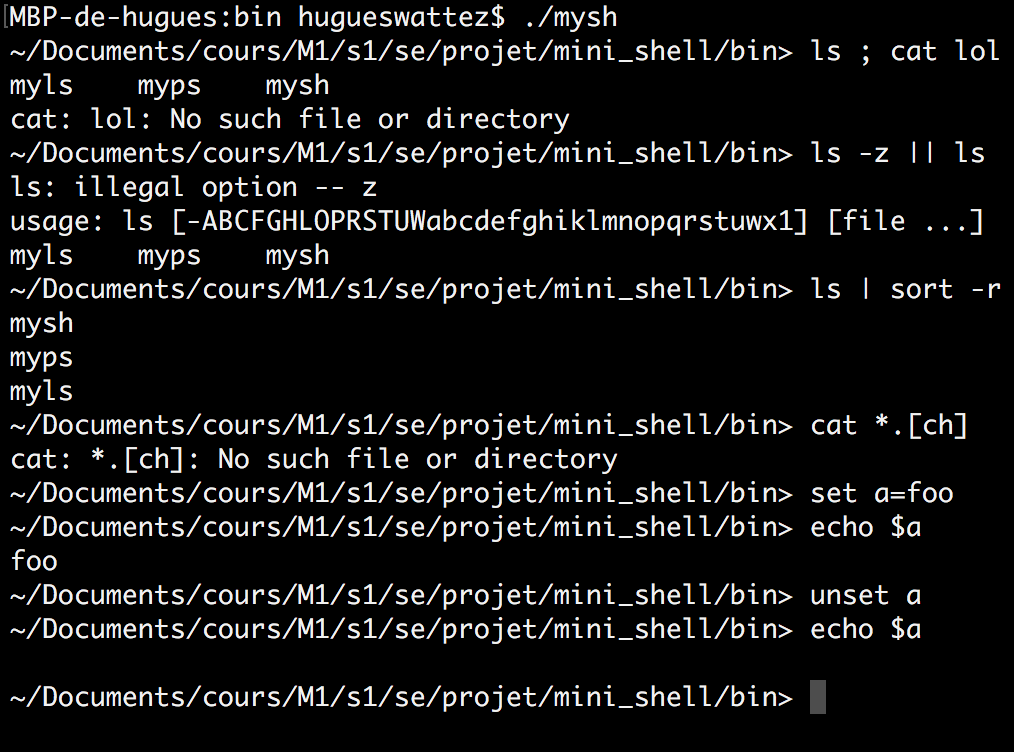 [MBP-de-hugues:bin hugueswattez$ ./mysh
~/Documents/cours/M1/s1/se/projet/mini_shell/bin> ls ; cat lol
myls    myps    mysh
cat: lol: No such file or directory
~/Documents/cours/M1/s1/se/projet/mini_shell/bin> ls -z || ls
ls: illegal option -- z
usage: ls [-ABCFGHLOPRSTUWabcdefghiklmnopqrstuwx1] [file ...]
myls    myps    mysh
~/Documents/cours/M1/s1/se/projet/mini_shell/bin> ls | sort -r
mysh
myps
myls
~/Documents/cours/M1/s1/se/projet/mini_shell/bin> cat *.[ch]
cat: *.[ch]: No such file or directory
~/Documents/cours/M1/s1/se/projet/mini_shell/bin> set a=foo
~/Documents/cours/M1/s1/se/projet/mini_shell/bin> echo $a
foo
~/Documents/cours/M1/s1/se/projet/mini_shell/bin> unset a
~/Documents/cours/M1/s1/se/projet/mini_shell/bin> echo $a

~/Documents/cours/M1/s1/se/projet/mini_shell/bin>